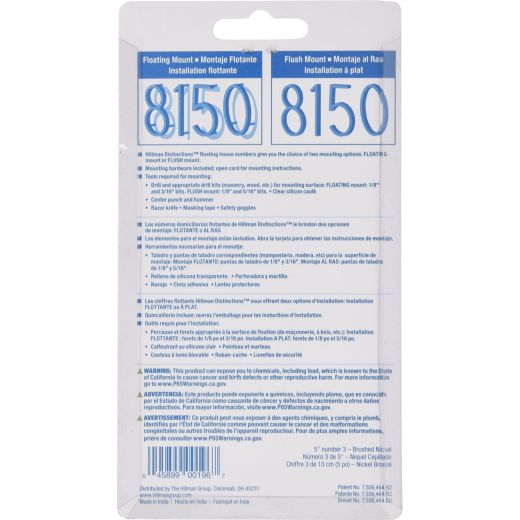 Floating Mount ▪ Montaje Flotante
Installation flottante
8150
Flush Mount ▪ Montaje al Ras
Installation à plat
8150
▪ Hillman Distinctions™ floating house numbers give you the choice of two mounting options: FLOATING
mount or FLUSH mount.
▪ Mounting hardware included; open card for mounting instructions.
▪ Tools required for mounting:
• Drill and appropriate drill bits (masonry, wood, etc.) for mounting surface: FLOATING mount: 1/8"
and 3/16" bits. FLUSH mount: 1/8" and 5/16" bits. • Clear silicon caulk
• Center punch and hammer
• Razor knife • Masking tape • Safety goggles
▪ Los números domiciliarios flotantes de Hillman Distinctions™ le brindan dos opciones
de montaje: FLOTANTE o AL RAS
▪ Los elementos para el montaje están incluidos. Abra la tarjeta para obtener las instrucciones de montaje.
▪ Herramientas necesarias para el montaje:
• Taladro y puntas de taladro correspondientes (mampostería, madera, etc) para la superficie de
montaje: Montaje FLOTANTE: puntas de taladro de 1/8" y 3/16". Montaje AL RAS: puntas de taladro
de 1/8" y 5/16".
• Relleno de silicona transparente. • Perforadora y martillo
• Navaja • Cinta adhesiva • Lentes protectores
▪ Les chiffres flottants Hillman Distinctions™ vous offrent deux options d'installation: Installation
FLOTTANTE ou À PLAT.
▪ Quincaillerie incluse; ouvrez l'emballage pour les instuctions d'installation.
▪ Outils requis pour l'installation:
• Perceuse et forets appropriés à la surface de fixation (de maçonnerie, à bois, etc.). Installation
FLOTTANTE : forets de 1/8 po et 3/16 po. Installation À PLAT: forets de 1/8 po et 5/16 po.
• Calfeutrant de silicone clair • Pointeau et marteau
• Couteau à lame blocable • Ruban-cache • Lunettes de sécurité
⚠WARNING: This product can expose you to chemicals, including lead, which is known to the State
of California to cause cancer and birth defects or other reproductive harm. For more information
go to www.P65Warnings.ca.gov.
⚠ADVERTENCIA: Este producto puede exponerle a químicos, incluyendo plomo, que es conocido
por el Estado de California como causante de cáncer y defectos de nacimiento u otros daños
reproductivos. Para mayor información, visite www.P65Warnings.ca.gov.
⚠AVERTISSEMENT: Ce produit peut vous exposer à des agents chimiques, y compris le plomb,
identifiés par l'État de California comme pouvant causer le cancer et des malformations
congénitales ou autres troubles de l'appareil reproducteur. Pour de plus amples informations,
prière de consulter www.P65Warnings.ca.gov.
0 45899 00196 7
5" number 3 – Brushed Nickel
Número 3 de 5" – Níquel Cepillado
Chiffre 3 de 13 cm (5 po) – Nickel Brossé
Dist. by The Hillman Group, Cincinnati, OH 45231
www.hillmangroup.com
Made in India | Hecho en India | Fabriqué en Inde
Patent No. 7,506,464 B2
Patente No. 7,506,464 B2
Brevet No. 7,506,464 B2